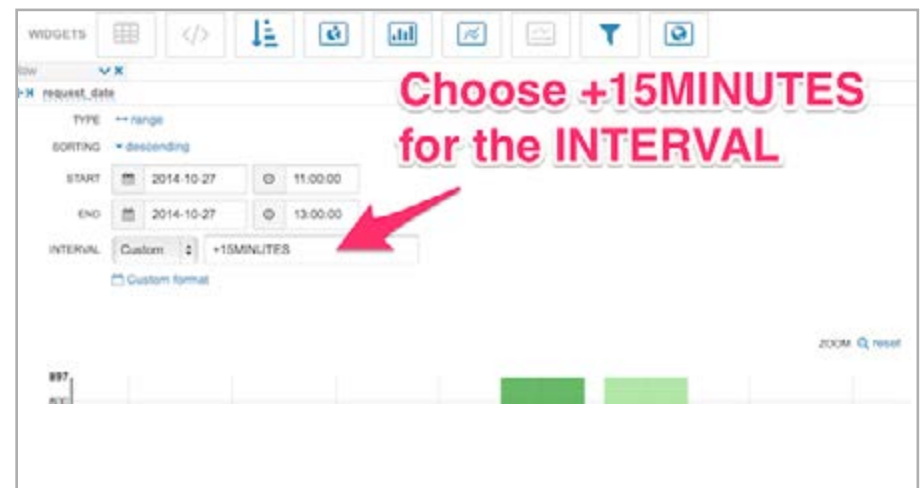 WIDGETS </>
request_date
TYPE range
SORTING descending
START 2014-10-27 11:00:00
END 2014-10-27 13:00:00
INTERVAL Custom +15MINUTES
Custom format
Choose +15MINUTES
for the INTERVAL
ZOOM reset
897